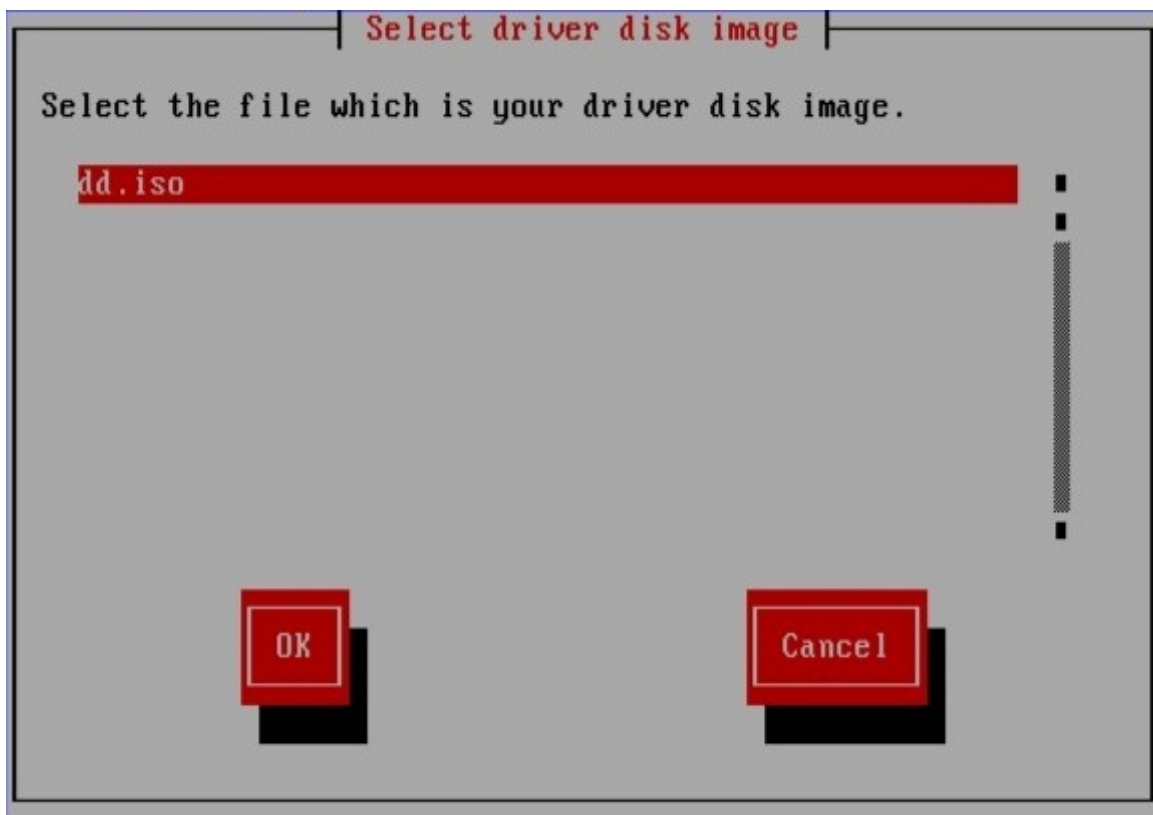 Select driver disk image
Select the file which is your driver disk image.
dd.iso
OK
Cancel